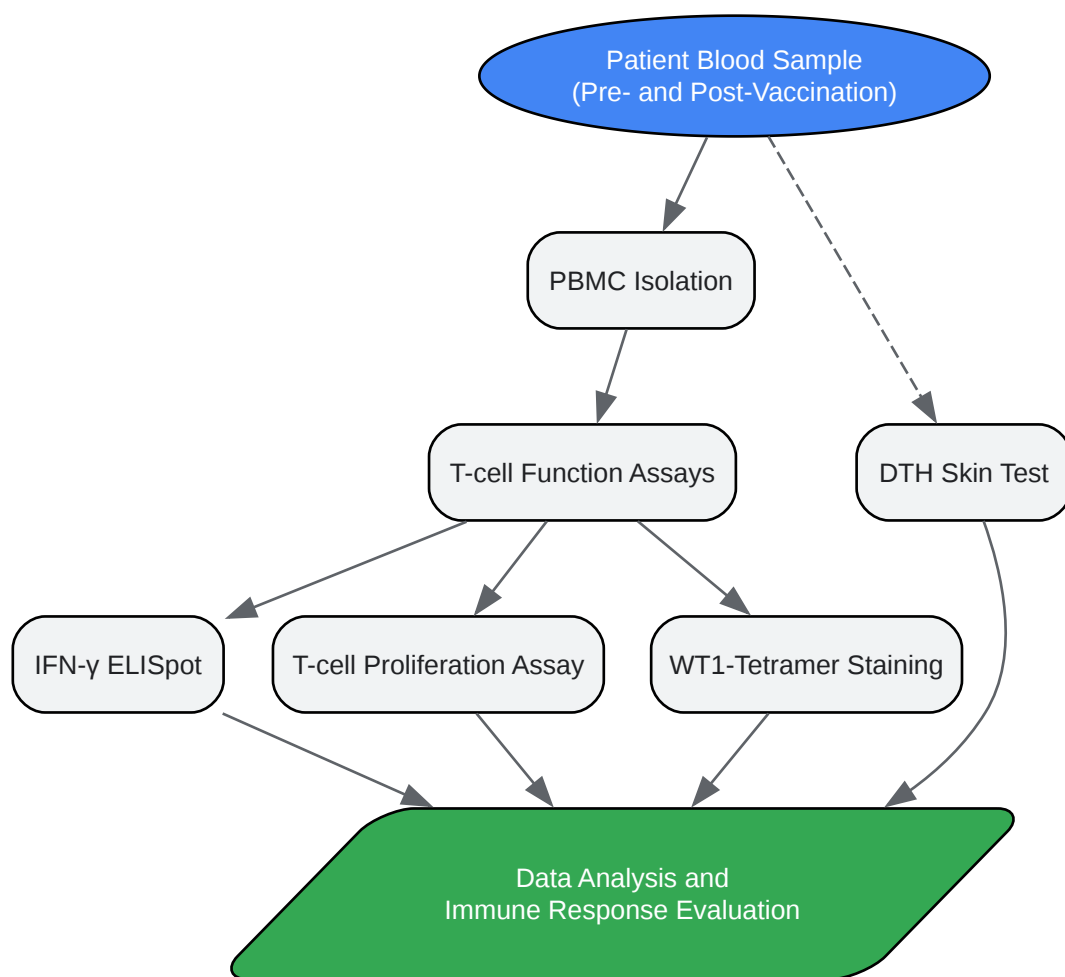 Patient Blood Sample
(Pre- and Post-Vaccination)
PBMC Isolation
T-cell Function Assays
DTH Skin Test
IFN-γ ELISpot
T-cell Proliferation Assay
WT1-Tetramer Staining
Data Analysis and
Immune Response Evaluation